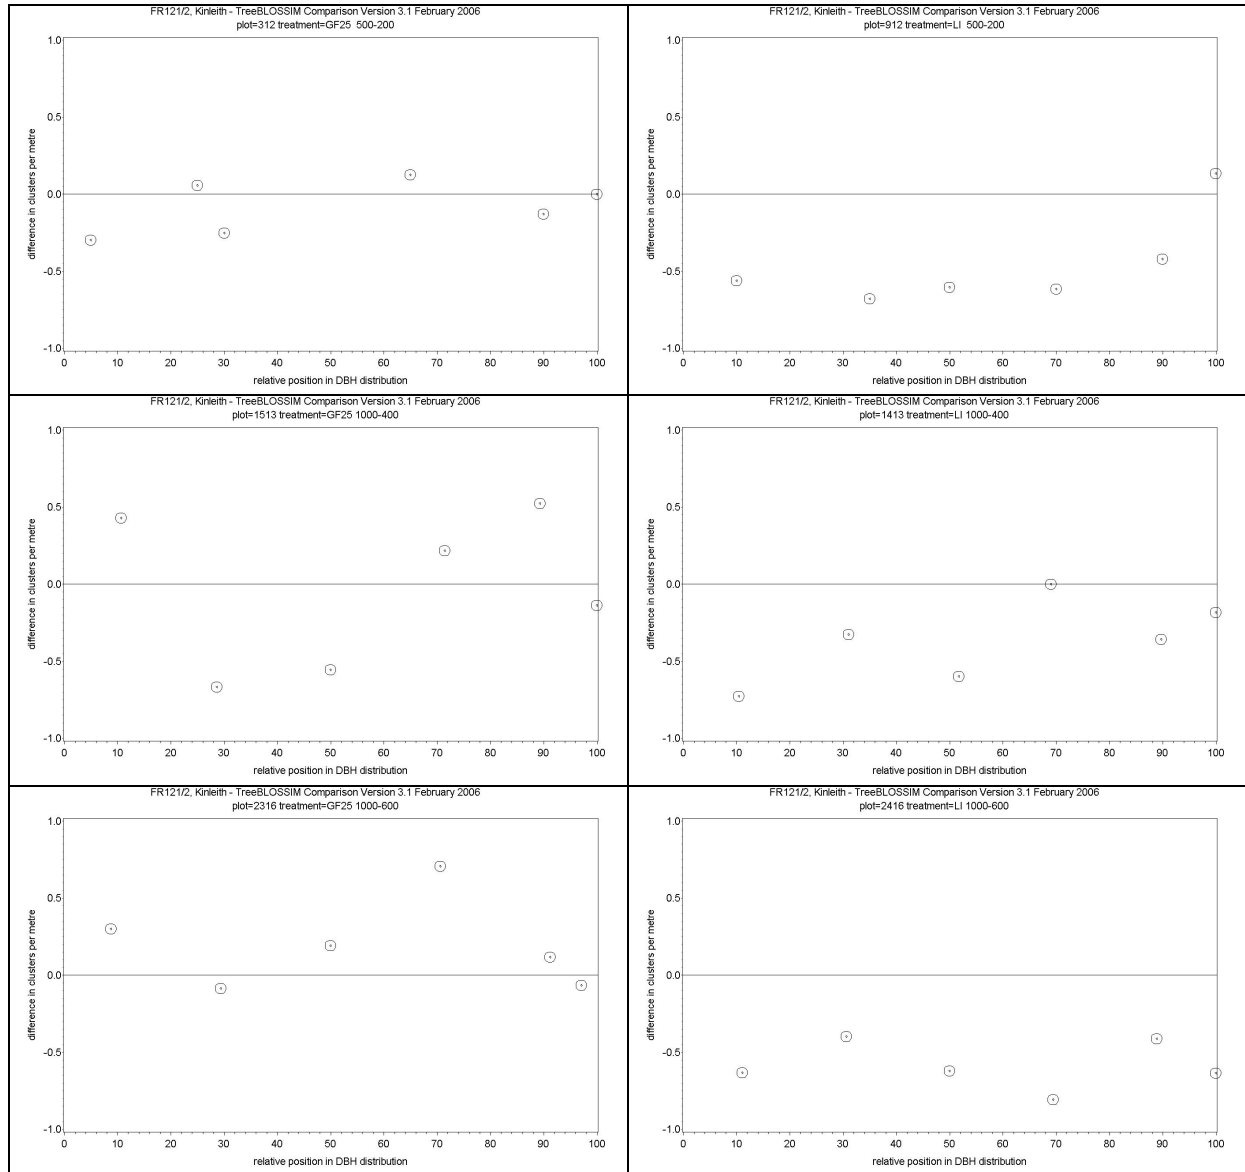 FR121/2, Kinleith - TreeBLOSSIM Comparison Version 3.1 February 2006
plot=312 treatment=GF25 500-200
1.0
0.5
0.0
-0.5
-1.0
difference in clusters per metre
0 10 20 30 40 50 60 70 80 90 100
relative position in DBH distribution
FR121/2, Kinleith - TreeBLOSSIM Comparison Version 3.1 February 2006
plot=912 treatment=LI 500-200
1.0
0.5
0.0
-0.5
-1.0
difference in clusters per metre
0 10 20 30 40 50 60 70 80 90 100
relative position in DBH distribution
FR121/2, Kinleith - TreeBLOSSIM Comparison Version 3.1 February 2006
plot=1513 treatment=GF25 1000-400
1.0
0.5
0.0
-0.5
-1.0
difference in clusters per metre
0 10 20 30 40 50 60 70 80 90 100
relative position in DBH distribution
FR121/2, Kinleith - TreeBLOSSIM Comparison Version 3.1 February 2006
plot=1413 treatment=LI 1000-400
1.0
0.5
0.0
-0.5
-1.0
difference in clusters per metre
0 10 20 30 40 50 60 70 80 90 100
relative position in DBH distribution
FR121/2, Kinleith - TreeBLOSSIM Comparison Version 3.1 February 2006
plot=2316 treatment=GF25 1000-600
1.0
0.5
0.0
-0.5
-1.0
difference in clusters per metre
0 10 20 30 40 50 60 70 80 90 100
relative position in DBH distribution
FR121/2, Kinleith - TreeBLOSSIM Comparison Version 3.1 February 2006
plot=2416 treatment=LI 1000-600
1.0
0.5
0.0
-0.5
-1.0
difference in clusters per metre
0 10 20 30 40 50 60 70 80 90 100
relative position in DBH distribution